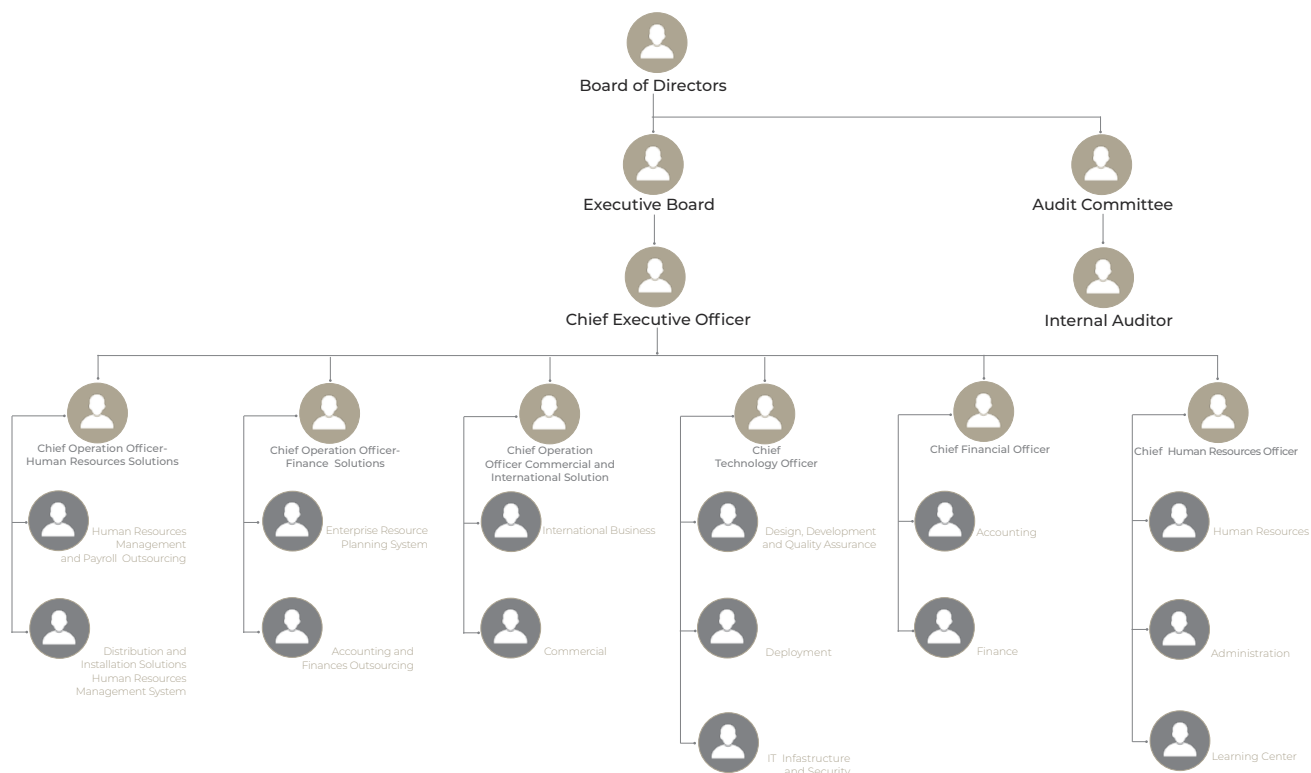 Board of Directors
Executive Board
Audit Committee
Chief Executive Officer
Internal Auditor
Chief Operation Officer-
Human Resources Solutions
Chief Operation Officer-
Finance Solutions
Chief Operation
Officer Commercial and
International Solution
Chief
Technology Officer
Chief Financial Officer
Chief Human Resources Officer
Human Resources
Management
and Payroll Outsourcing
Enterprise Resource
Planning System
International Business
Design, Development
and Quality Assurance
Accounting
Human Resources
Distribution and
Installation Solutions
Human Resources
Management System
Accounting and
Finances Outsourcing
Commercial
Deployment
Finance
Administration
IT Infastructure
and Security
Learning Center